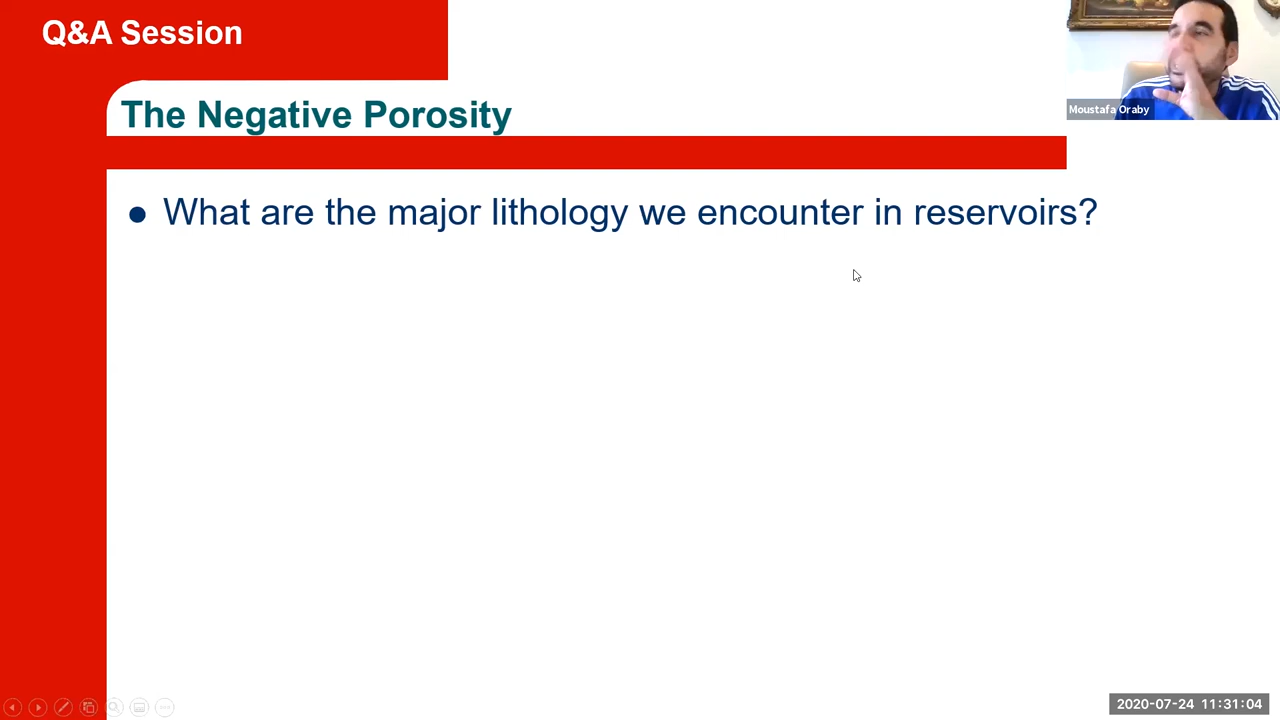 Q&A Session
The Negative Porosity
• What are the major lithology we encounter in reservoirs?
Moustafa Oraby
2020-07-24 11:31:04